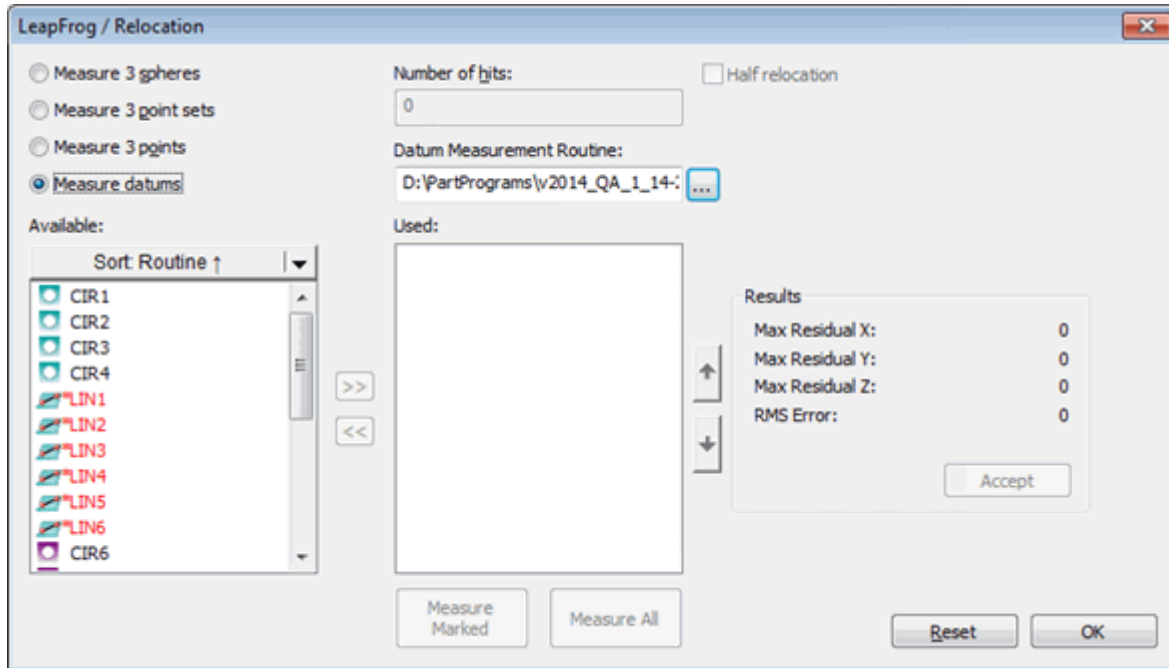 LeapFrog / Relocation
Measure 3 spheres
Measure 3 point sets
Measure 3 points
Measure datums
Number of hits:
0
Half relocation
Datum Measurement Routine:
D:\PartPrograms\v2014_QA_1_14-2
...
Available:
Sort: Routine ↑
CIR1
CIR2
CIR3
CIR4
*LIN1
*LIN2
*LIN3
*LIN4
*LIN5
*LIN6
CIR6
>>
<<
Used:
Results
Max Residual X: 0
Max Residual Y: 0
Max Residual Z: 0
RMS Error: 0
Accept
Measure
Marked
Measure All
Reset
OK